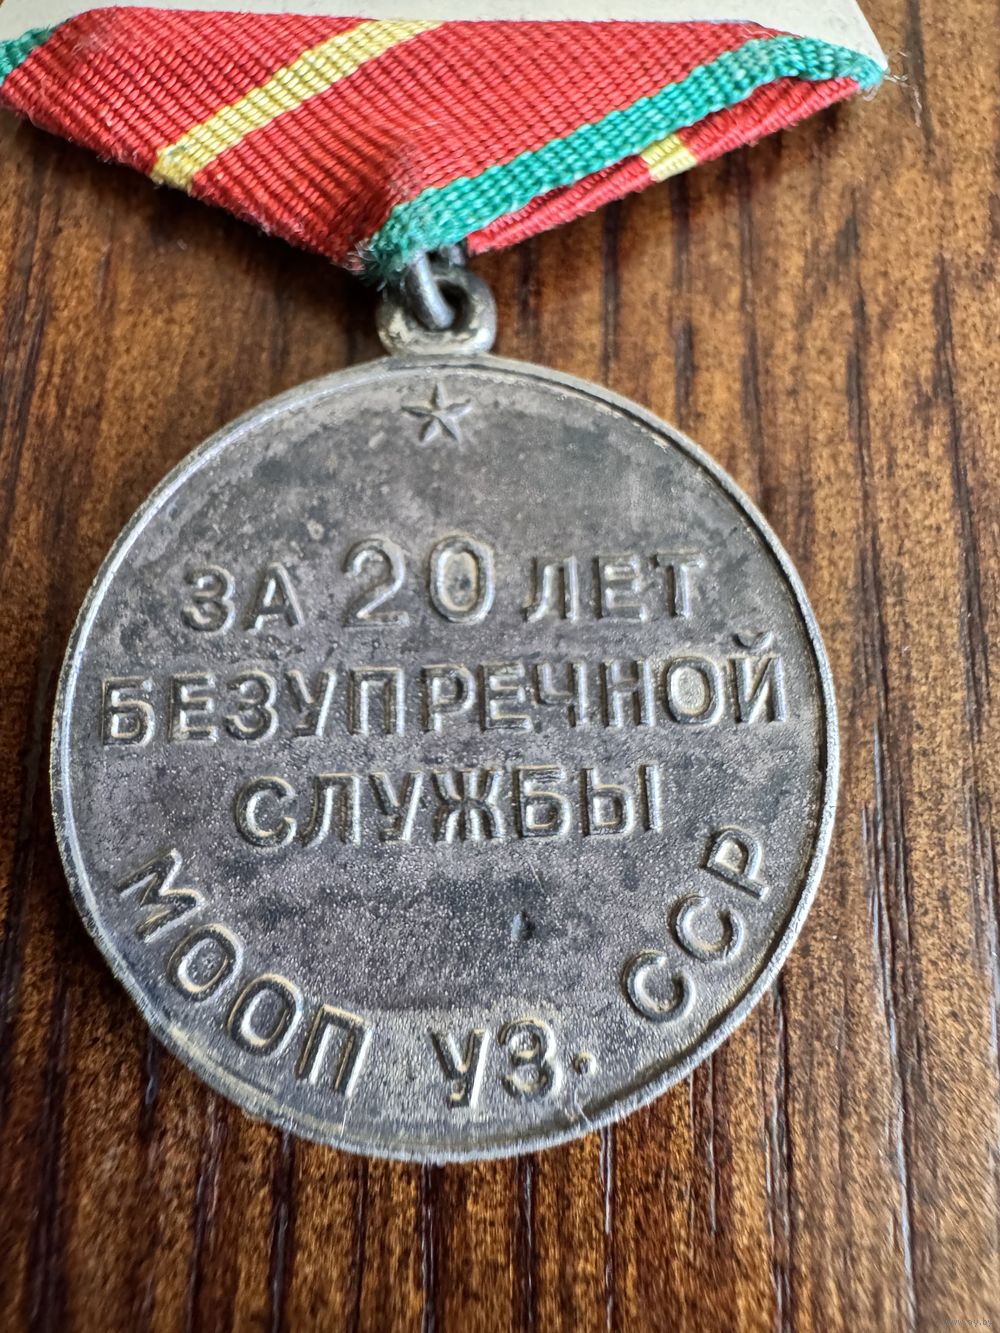 ЗА 20 ЛЕТ
БЕЗУПРЕЧНОЙ
СЛУЖБЫ
МООП УЗ. ССР